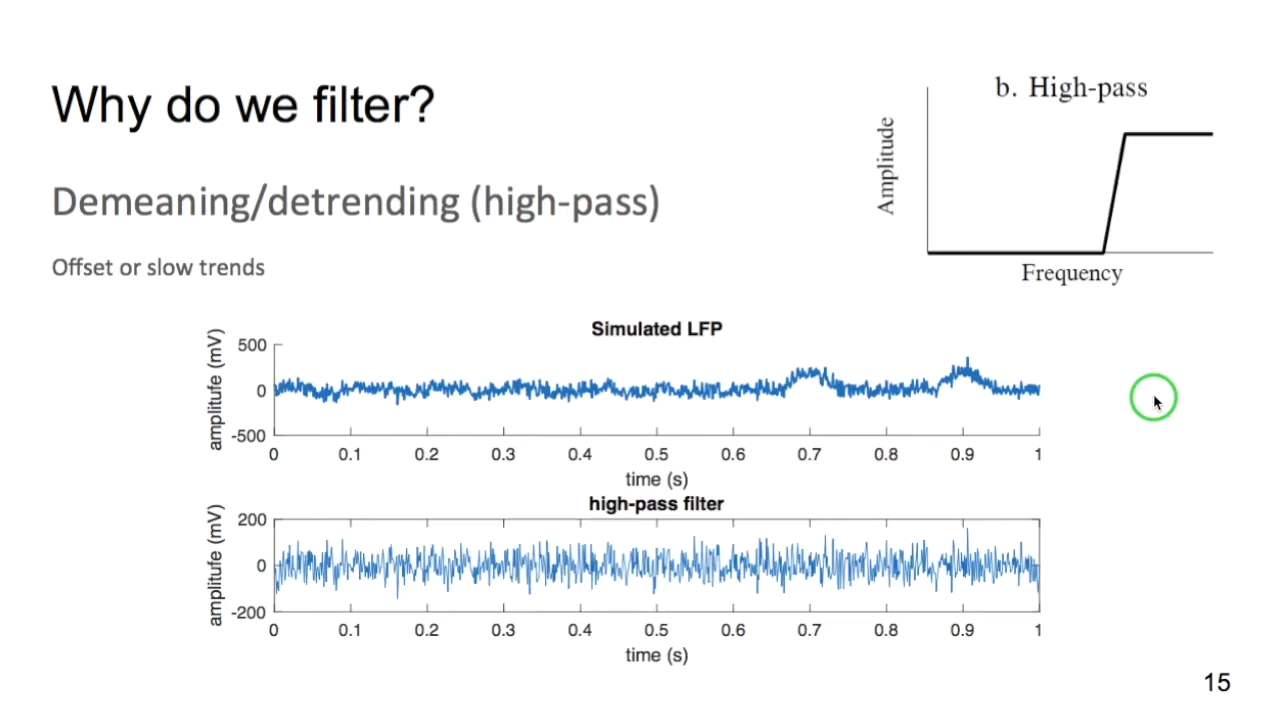 Why do we filter?
Demeaning/detrending (high-pass)
Offset or slow trends
b. High-pass
Amplitude
Frequency
Simulated LFP
amplitufe (mV)
500
0
-500
0 0.1 0.2 0.3 0.4 0.5 0.6 0.7 0.8 0.9 1
time (s)
high-pass filter
amplitufe (mV)
200
0
-200
0 0.1 0.2 0.3 0.4 0.5 0.6 0.7 0.8 0.9 1
time (s)
15